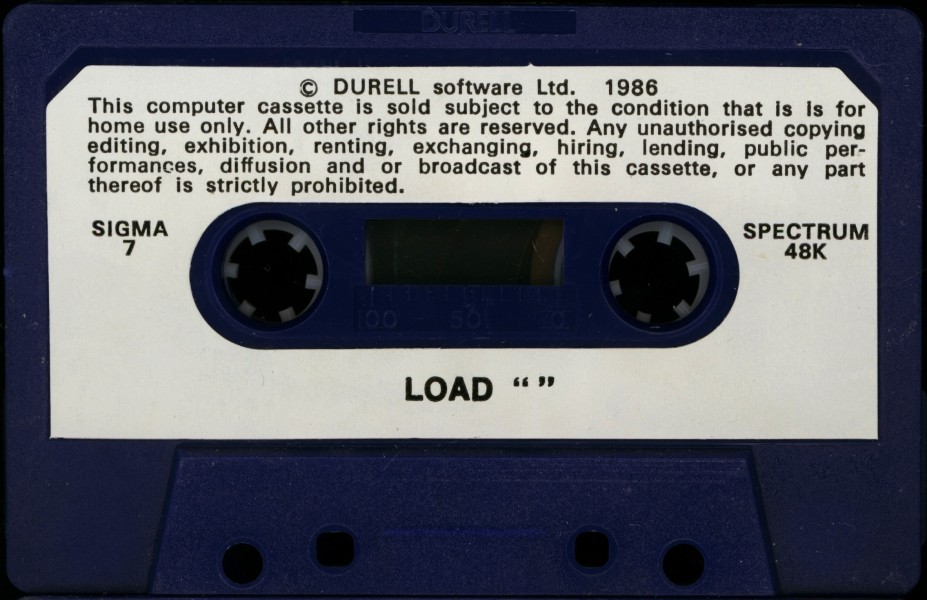 DURELL
© DURELL software Ltd. 1986
This computer cassette is sold subject to the condition that is is for
home use only. All other rights are reserved. Any unauthorised copying
editing, exhibition, renting, exchanging, hiring, lending, public per-
formances, diffusion and or broadcast of this cassette, or any part
thereof is strictly prohibited.
SIGMA
7
SPECTRUM
48K
100 50 0
LOAD “ ”